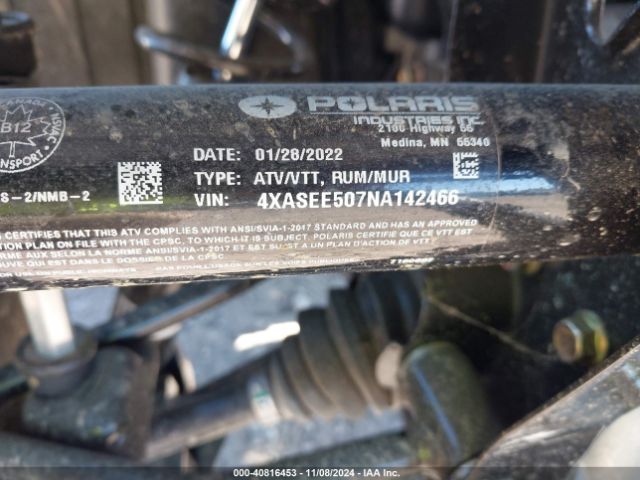 POLARIS
INDUSTRIES INC.
2100 Highway 55
Medina, MN 55340
CANADA
B12
TRANSPORT
DATE: 01/28/2022
S-2/NMB-2
TYPE: ATV/VTT, RUM/MUR
VIN: 4XASEE507NA142466
CERTIFIES THAT THIS ATV COMPLIES WITH ANSI/SVIA-1-2017 STANDARD AND HAS AN APPROVED
ACTION PLAN ON FILE WITH THE CPSC, TO WHICH IT IS SUBJECT. POLARIS CERTIFIE QUE CE VTT EST
AUX SELON LA NORME ANSI/SVIA-1-2017 ET EST UN PLAN D'ACTION DE VTT
QUI EST DANS LE DOSSIER DE LA CPSC.
000-40816453 - 11/08/2024 - IAA Inc.